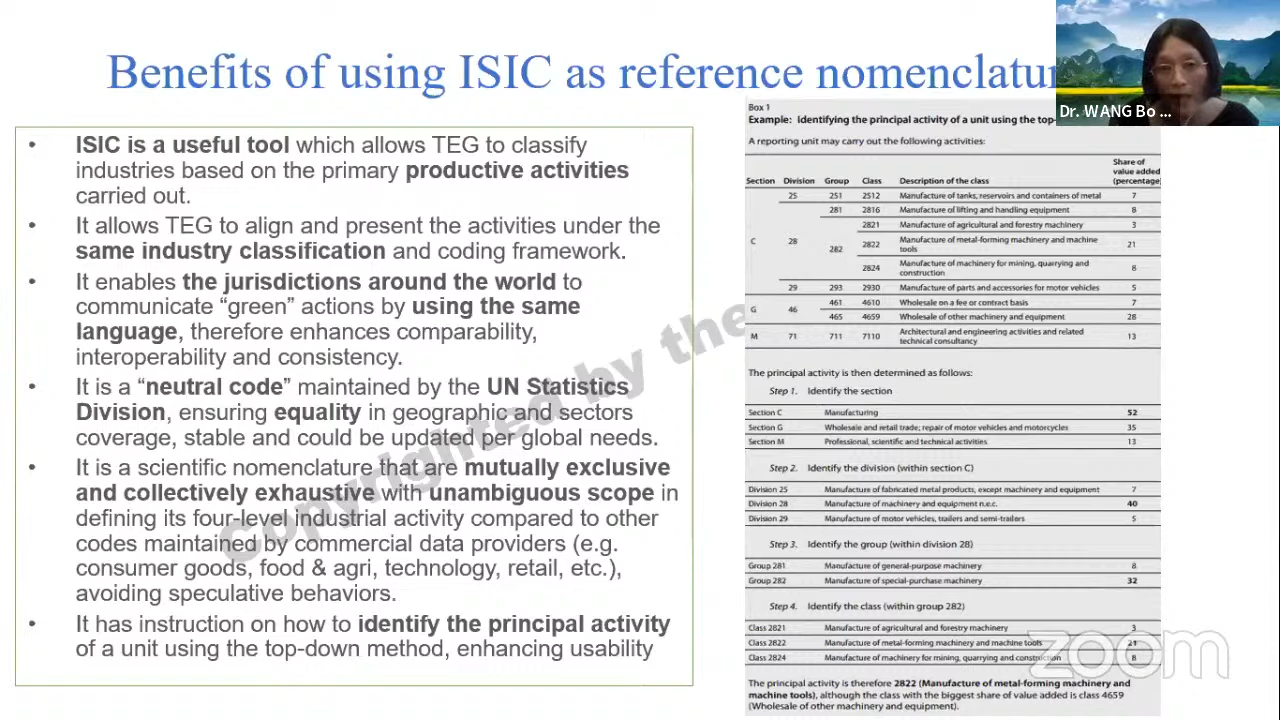 Benefits of using ISIC as reference nomenclatur
Dr. WANG Bo ...
• ISIC is a useful tool which allows TEG to classify
industries based on the primary productive activities
carried out.
• It allows TEG to align and present the activities under the
same industry classification and coding framework.
• It enables the jurisdictions around the world to
communicate “green” actions by using the same
language, therefore enhances comparability,
interoperability and consistency.
• It is a “neutral code” maintained by the UN Statistics
Division, ensuring equality in geographic and sectors
coverage, stable and could be updated per global needs.
• It is a scientific nomenclature that are mutually exclusive
and collectively exhaustive with unambiguous scope in
defining its four-level industrial activity compared to other
codes maintained by commercial data providers (e.g.
consumer goods, food & agri, technology, retail, etc.),
avoiding speculative behaviors.
• It has instruction on how to identify the principal activity
of a unit using the top-down method, enhancing usability
Copyrighted by the
Box 1
Example: Identifying the principal activity of a unit using the top-
A reporting unit may carry out the following activities:
Share of
value added
Section Division Group Class Description of the class (percentage)
25 251 2512 Manufacture of tanks, reservoirs and containers of metal 7
281 2816 Manufacture of lifting and handling equipment 8
2821 Manufacture of agricultural and forestry machinery 3
C 28 282 2822 Manufacture of metal-forming machinery and machine
tools 21
2824 Manufacture of machinery for mining, quarrying and
construction 8
29 293 2930 Manufacture of parts and accessories for motor vehicles 5
G 46 461 4610 Wholesale on a fee or contract basis 7
465 4659 Wholesale of other machinery and equipment 28
M 71 711 7110 Architectural and engineering activities and related
technical consultancy 13
The principal activity is then determined as follows:
Step 1. Identify the section
Section C Manufacturing 52
Section G Wholesale and retail trade; repair of motor vehicles and motorcycles 35
Section M Professional, scientific and technical activities 13
Step 2. Identify the division (within section C)
Division 25 Manufacture of fabricated metal products, except machinery and equipment 7
Division 28 Manufacture of machinery and equipment n.e.c. 40
Division 29 Manufacture of motor vehicles, trailers and semi-trailers 5
Step 3. Identify the group (within division 28)
Group 281 Manufacture of general-purpose machinery 8
Group 282 Manufacture of special-purchase machinery 32
Step 4. Identify the class (within group 282)
Class 2821 Manufacture of agricultural and forestry machinery 3
Class 2822 Manufacture of metal-forming machinery and machine tools 21
Class 2824 Manufacture of machinery for mining, quarrying and construction 8
The principal activity is therefore 2822 (Manufacture of metal-forming machinery and
machine tools), although the class with the biggest share of value added is class 4659
(Wholesale of other machinery and equipment).
zoom